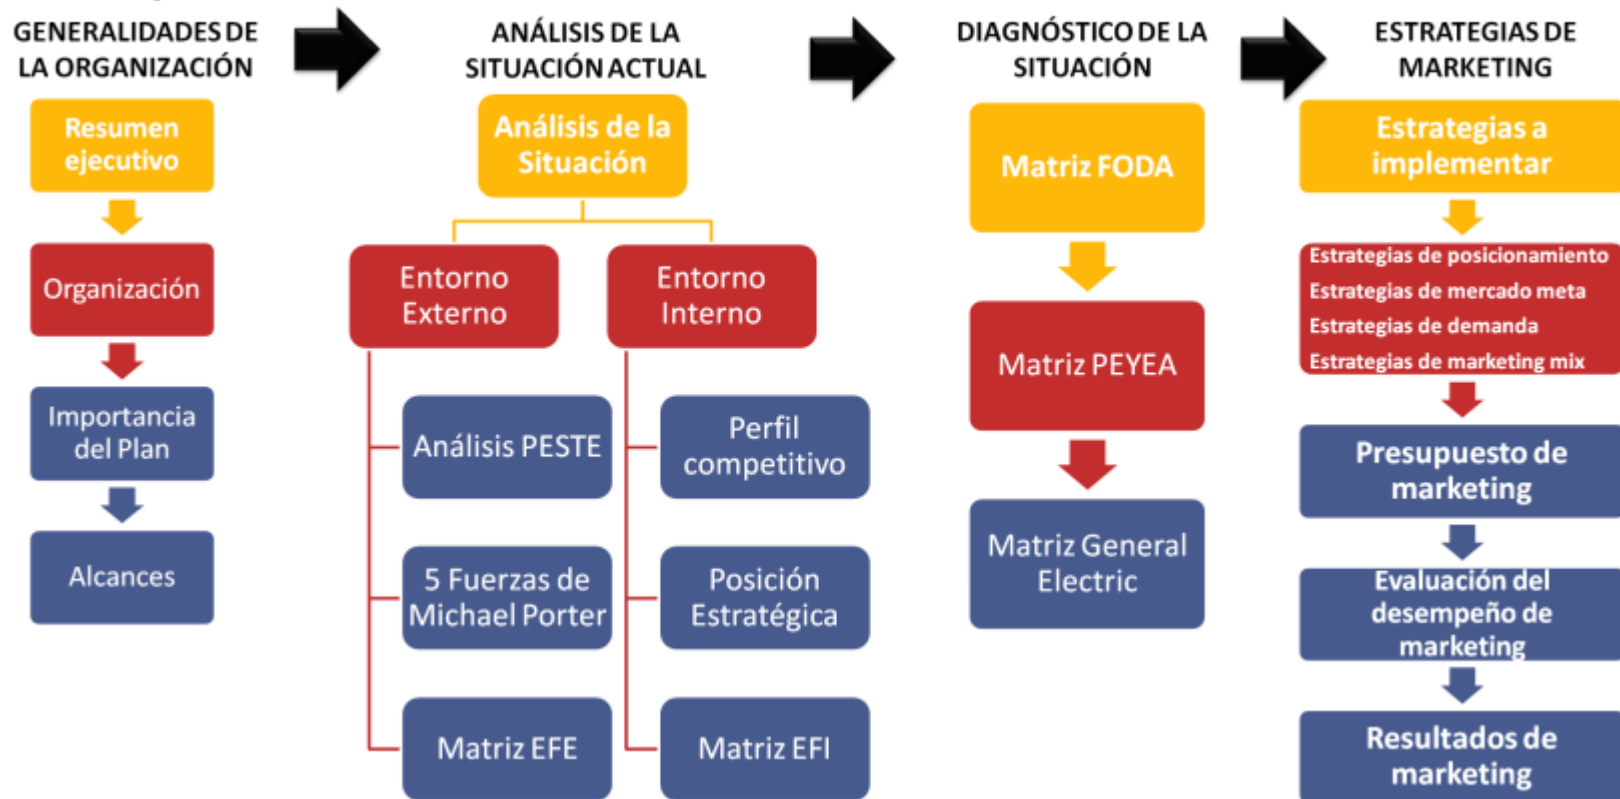 GENERALIDADES DE
LA ORGANIZACIÓN
Resumen
ejecutivo
Organización
Importancia
del Plan
Alcances
ANÁLISIS DE LA
SITUACIÓN ACTUAL
Análisis de la
Situación
Entorno
Externo
Análisis PESTE
5 Fuerzas de
Michael Porter
Matriz EFE
Entorno
Interno
Perfil
competitivo
Posición
Estratégica
Matriz EFI
DIAGNÓSTICO DE LA
SITUACIÓN
Matriz FODA
Matriz PEYEA
Matriz General
Electric
ESTRATEGIAS DE
MARKETING
Estrategias a
implementar
Estrategias de posicionamiento
Estrategias de mercado meta
Estrategias de demanda
Estrategias de marketing mix
Presupuesto de
marketing
Evaluación del
desempeño de
marketing
Resultados de
marketing